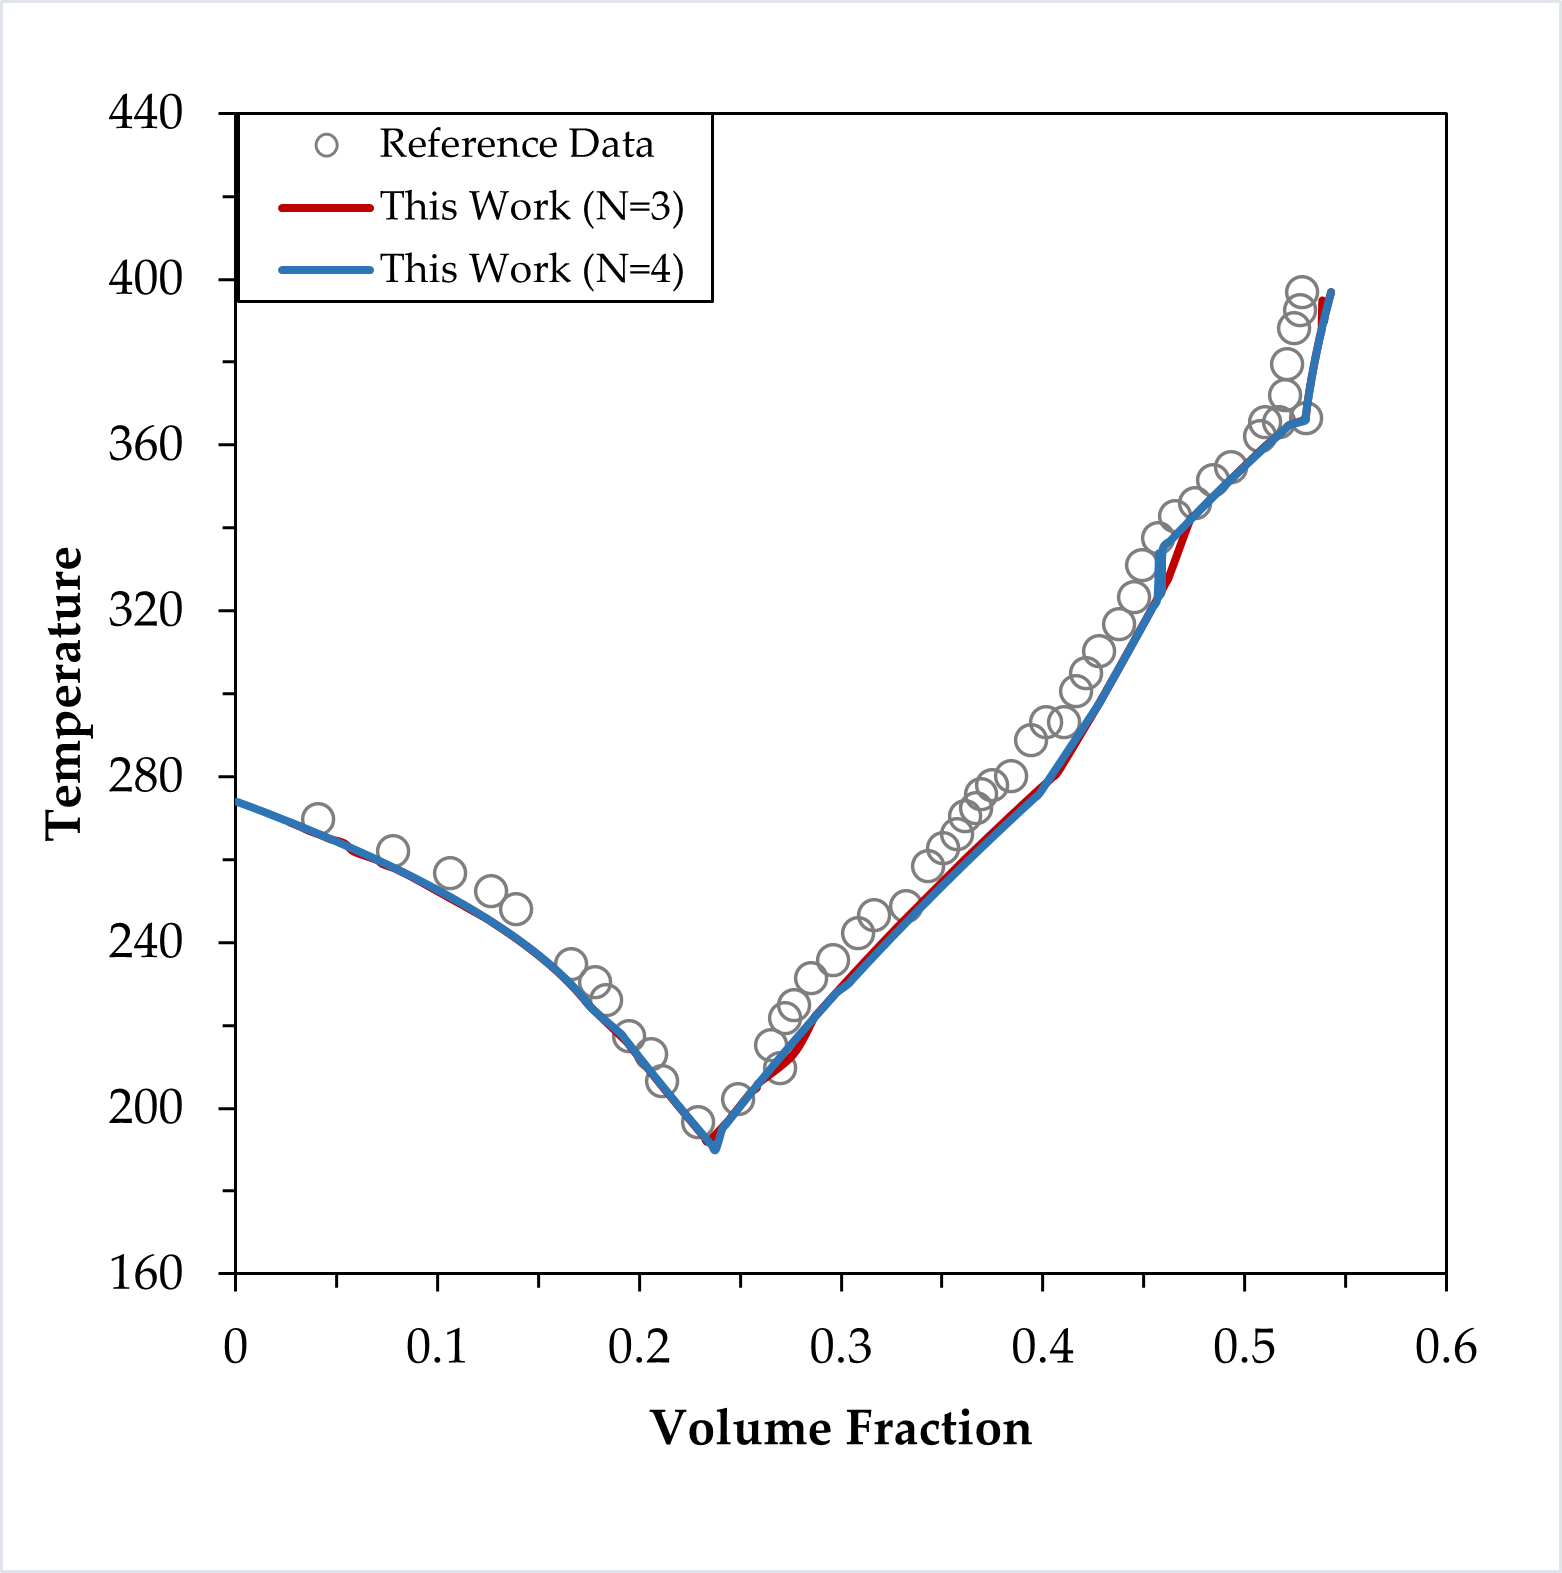 440
400
360
320
280
240
200
160
Temperature
Reference Data
This Work (N=3)
This Work (N=4)
0 0.1 0.2 0.3 0.4 0.5 0.6
Volume Fraction